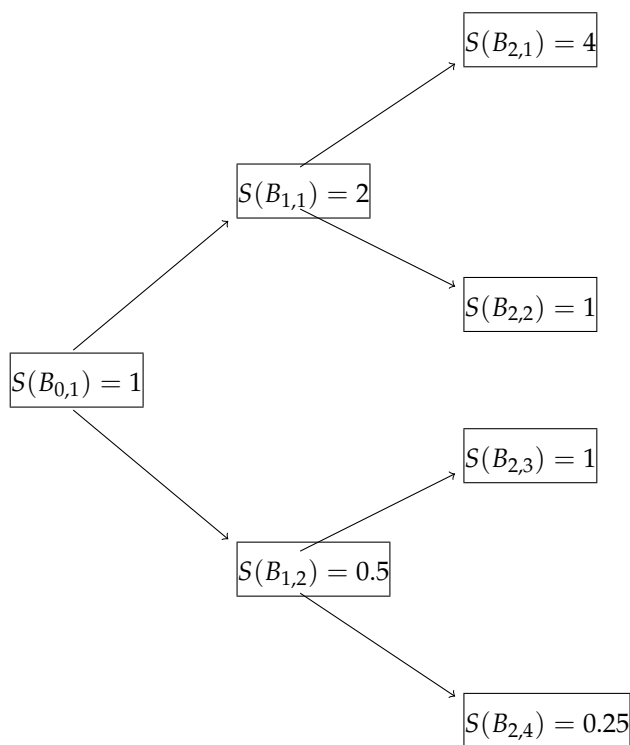 S(B_{2,1}) = 4
S(B_{1,1}) = 2
S(B_{2,2}) = 1
S(B_{0,1}) = 1
S(B_{2,3}) = 1
S(B_{1,2}) = 0.5
S(B_{2,4}) = 0.25